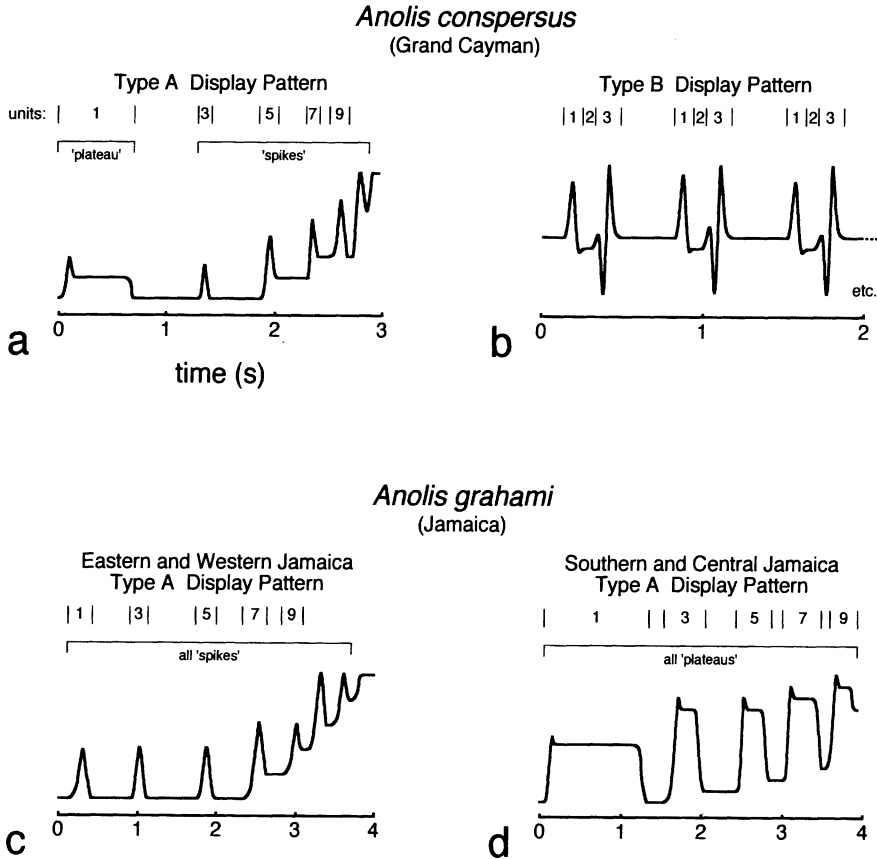 Anolis conspersus
(Grand Cayman)
Type A Display Pattern
units: | 1 | |3| |5| |7| |9|
'plateau' 'spikes'
0 1 2 3
a
time (s)
Type B Display Pattern
|1|2|3| |1|2|3| |1|2|3|
etc.
0 1 2
b
Anolis grahami
(Jamaica)
Eastern and Western Jamaica
Type A Display Pattern
|1| |3| |5| |7| |9|
all 'spikes'
0 1 2 3 4
c
Southern and Central Jamaica
Type A Display Pattern
| 1 | | 3 | | 5 | | 7 | | 9 |
all 'plateaus'
0 1 2 3 4
d